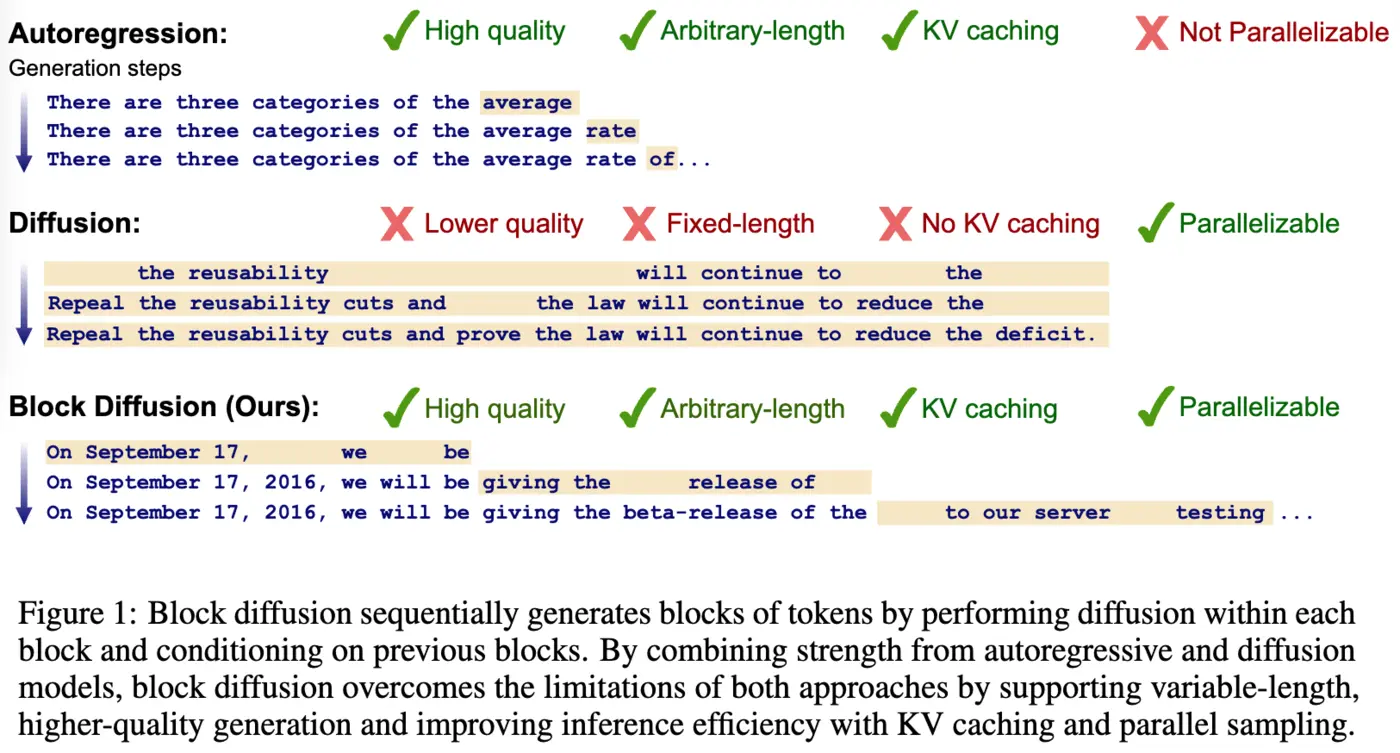 Autoregression: High quality Arbitrary-length KV caching Not Parallelizable
Generation steps
There are three categories of the average
There are three categories of the average rate
There are three categories of the average rate of...
Diffusion: Lower quality Fixed-length No KV caching Parallelizable
the reusability will continue to the
Repeal the reusability cuts and the law will continue to reduce the
Repeal the reusability cuts and prove the law will continue to reduce the deficit.
Block Diffusion (Ours): High quality Arbitrary-length KV caching Parallelizable
On September 17, we be
On September 17, 2016, we will be giving the release of
On September 17, 2016, we will be giving the beta-release of the to our server testing ...
Figure 1: Block diffusion sequentially generates blocks of tokens by performing diffusion within each
block and conditioning on previous blocks. By combining strength from autoregressive and diffusion
models, block diffusion overcomes the limitations of both approaches by supporting variable-length,
higher-quality generation and improving inference efficiency with KV caching and parallel sampling.